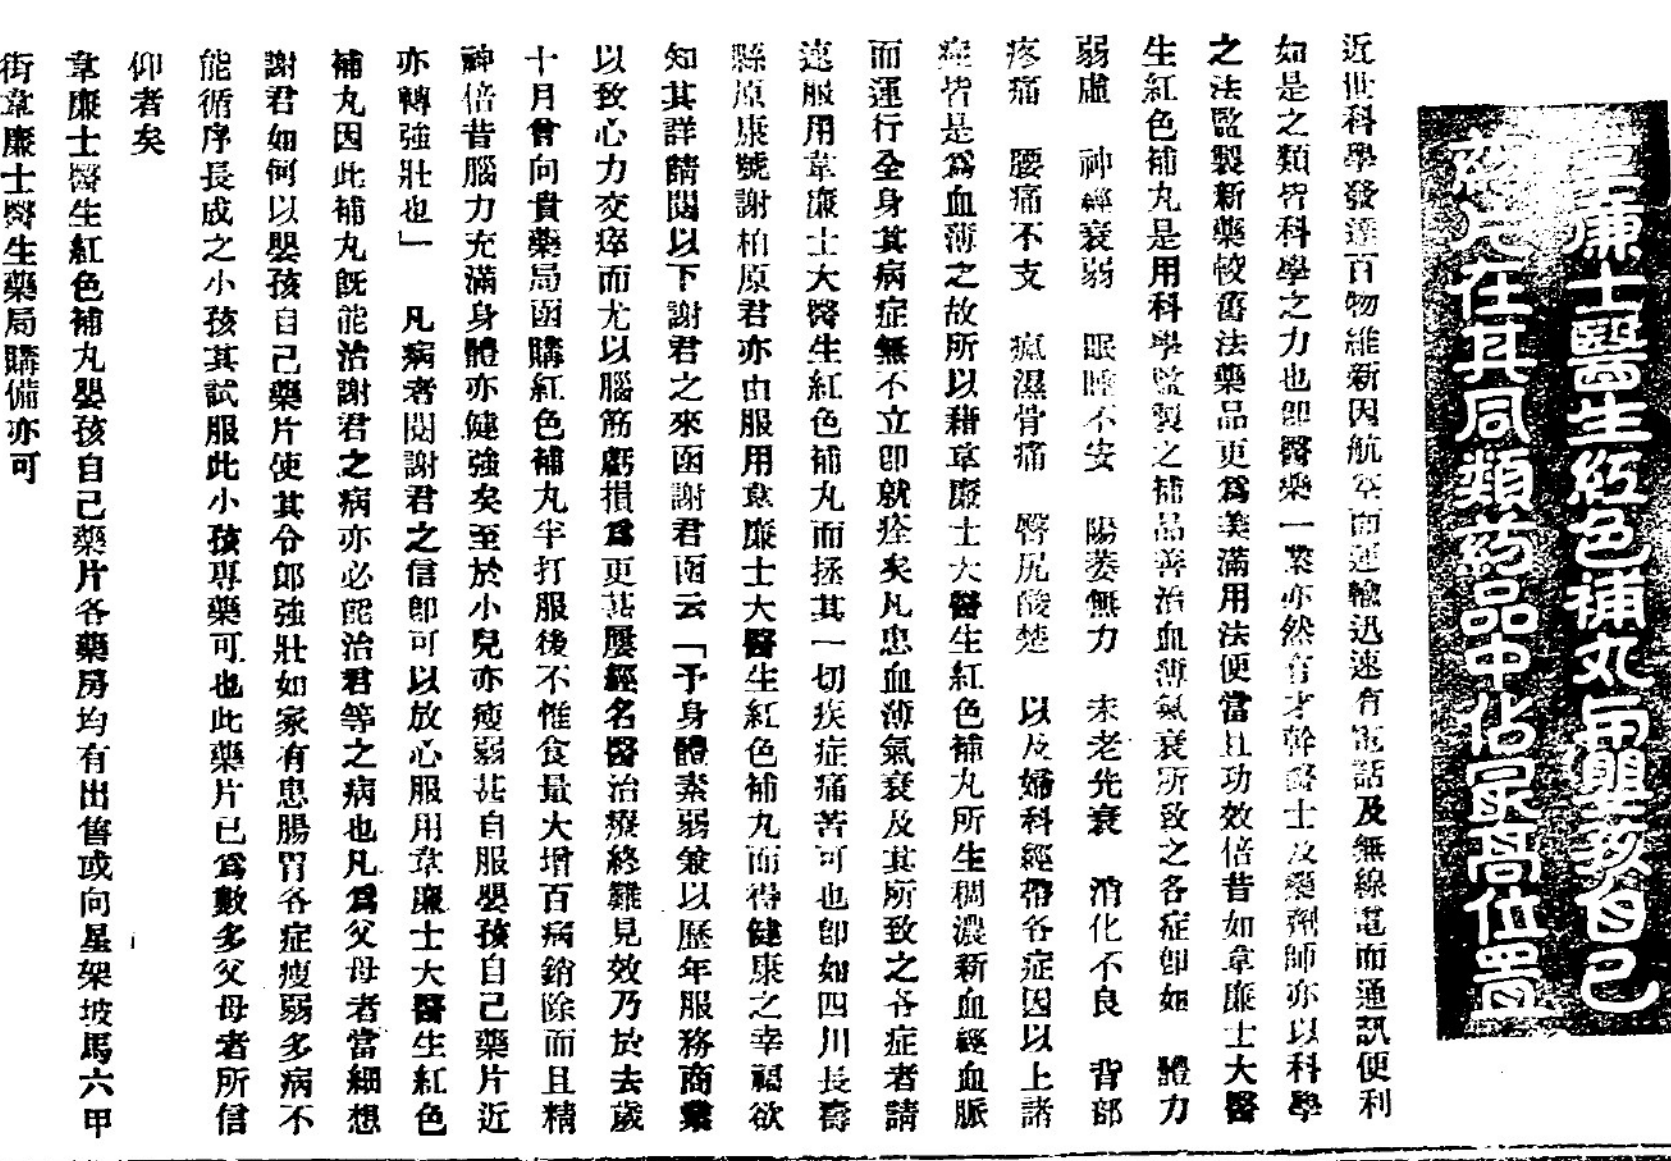 韋廉士醫生紅色補丸而嬰孩自己
藥片在其同類药品中佔最高位置
近世科學發達百物維新因航空而運輸迅速有電話及無線電而通訊便利
如是之類皆科學之力也卽醫藥一業亦然有才幹醫士及藥劑師亦以科學
之法監製新藥較舊法藥品更爲美滿用法便當且功效倍昔如韋廉士大醫
生紅色補丸是用科學監製之補品善治血薄氣衰所致之各症卽如 體力
弱虛 神經衰弱 眠睡不安 陽萎無力 未老先衰 消化不良 背部
疼痛 腰痛不支 瘋濕骨痛 臀尻酸楚 以及婦科經帶各症因以上諸
症皆是爲血薄之故所以藉韋廉士大醫生紅色補丸所生稠濃新血經血脈
而運行全身其病症無不立卽就痊矣凡患血薄氣衰及其所致之各症者請
速服用韋廉士大醫生紅色補丸而拯其一切疾症痛苦可也卽如四川長壽
縣原康號謝柏原君亦由服用韋廉士大醫生紅色補丸而得健康之幸福欲
知其詳請閱以下謝君之來函謝君函云「予身體素弱兼以歷年服務商業
以致心力交瘁而尤以腦筋虧損爲更甚屢經名醫治療終難見效乃於去歲
十月曾向貴藥局函購紅色補丸半打服後不惟食量大增百病銷除而且精
神倍昔腦力充滿身體亦健強矣至於小兒亦瘦弱甚自服嬰孩自己藥片近
亦轉強壯也」 凡病者閱謝君之信卽可以放心服用韋廉士大醫生紅色
補丸因此補丸旣能治謝君之病亦必能治君等之病也凡爲父母者當細想
謝君如何以嬰孩自己藥片使其令郎強壯如家有患腸胃各症瘦弱多病不
能循序長成之小孩其試服此小孩專藥可也此藥片已爲數多父母者所信
仰者矣
韋廉士醫生紅色補丸嬰孩自己藥片各藥房均有出售或向星架坡馬六甲
街韋廉士醫生藥局購備亦可